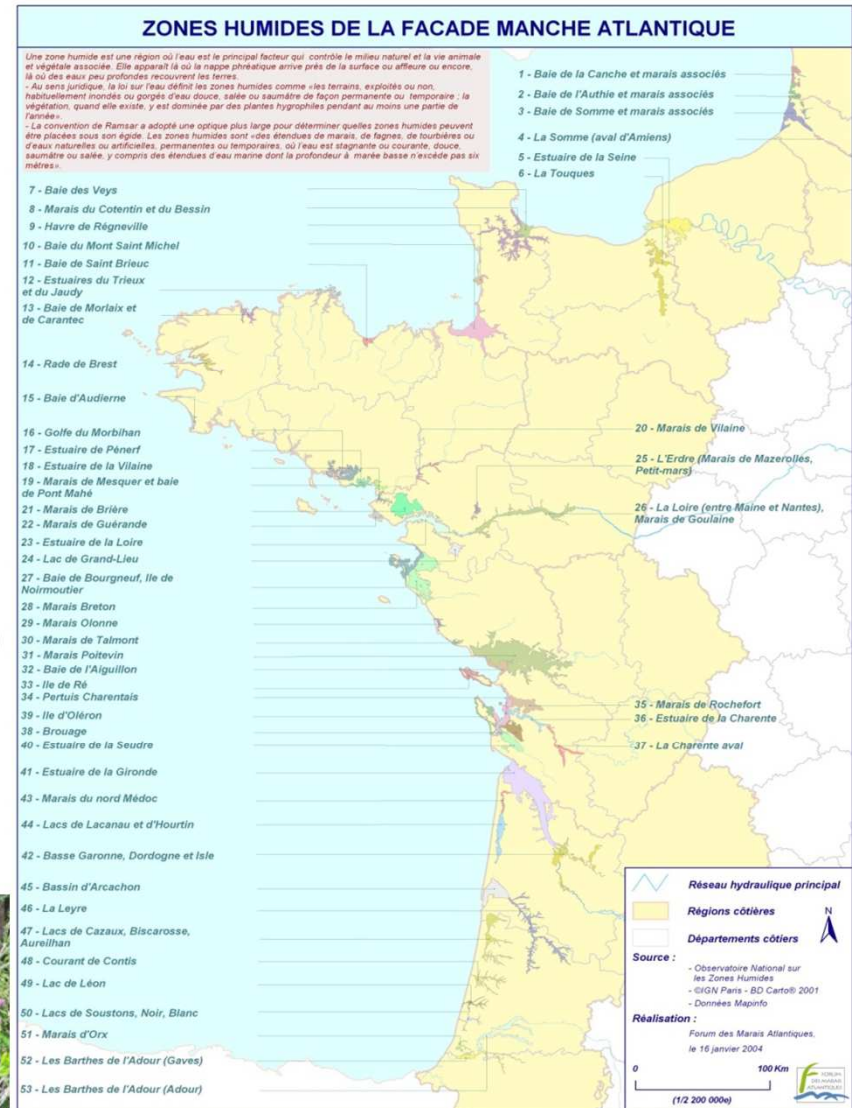 ZONES HUMIDES DE LA FACADE MANCHE ATLANTIQUE
Une zone humide est une région où l'eau est le principal facteur qui contrôle le milieu naturel et la vie animale
et végétale associée. Elle apparaît là où la nappe phréatique arrive près de la surface ou affleure ou encore,
là où des eaux peu profondes recouvrent les terres.
- Au sens juridique, la loi sur l'eau définit les zones humides comme «les terrains, exploités ou non,
habituellement inondés ou gorgés d'eau douce, salée ou saumâtre de façon permanente ou temporaire ; la
végétation, quand elle existe, y est dominée par des plantes hygrophiles pendant au moins une partie de
l'année».
- La convention de Ramsar a adopté une optique plus large pour déterminer quelles zones humides peuvent
être placées sous son égide. Les zones humides sont «des étendues de marais, de fagnes, de tourbières ou
d'eaux naturelles ou artificielles, permanentes ou temporaires, où l'eau est stagnante ou courante, douce,
saumâtre ou salée, y compris des étendues d'eau marine dont la profondeur à marée basse n'excède pas six
mètres».
1 - Baie de la Canche et marais associés
2 - Baie de l'Authie et marais associés
3 - Baie de Somme et marais associés
4 - La Somme (aval d'Amiens)
5 - Estuaire de la Seine
6 - La Touques
7 - Baie des Veys
8 - Marais du Cotentin et du Bessin
9 - Havre de Régneville
10 - Baie du Mont Saint Michel
11 - Baie de Saint Brieuc
12 - Estuaires du Trieux
et du Jaudy
13 - Baie de Morlaix et
de Carantec
14 - Rade de Brest
15 - Baie d'Audierne
16 - Golfe du Morbihan
17 - Estuaire de Pénerf
18 - Estuaire de la Vilaine
19 - Marais de Mesquer et baie
de Pont Mahé
21 - Marais de Brière
22 - Marais de Guérande
23 - Estuaire de la Loire
24 - Lac de Grand-Lieu
27 - Baie de Bourgneuf, Ile de
Noirmoutier
28 - Marais Breton
29 - Marais Olonne
30 - Marais de Talmont
31 - Marais Poitevin
32 - Baie de l'Aiguillon
33 - Ile de Ré
34 - Pertuis Charentais
39 - Ile d'Oléron
38 - Brouage
40 - Estuaire de la Seudre
41 - Estuaire de la Gironde
43 - Marais du nord Médoc
44 - Lacs de Lacanau et d'Hourtin
42 - Basse Garonne, Dordogne et Isle
45 - Bassin d'Arcachon
46 - La Leyre
47 - Lacs de Cazaux, Biscarosse,
Aureilhan
48 - Courant de Contis
49 - Lac de Léon
50 - Lacs de Soustons, Noir, Blanc
51 - Marais d'Orx
52 - Les Barthes de l'Adour (Gaves)
53 - Les Barthes de l'Adour (Adour)
20 - Marais de Vilaine
25 - L'Erdre (Marais de Mazerolles,
Petit-mars)
26 - La Loire (entre Maine et Nantes),
Marais de Goulaine
35 - Marais de Rochefort
36 - Estuaire de la Charente
37 - La Charente aval
Réseau hydraulique principal
Régions côtières
N
Départements côtiers
Source :
- Observatoire National sur
les Zones Humides
- ©IGN Paris - BD Carto® 2001
- Données Mapinfo
Réalisation :
Forum des Marais Atlantiques,
le 16 janvier 2004
0 100 Km
(1/2 200 000e)
FORUM
DES MARAIS
ATLANTIQUES